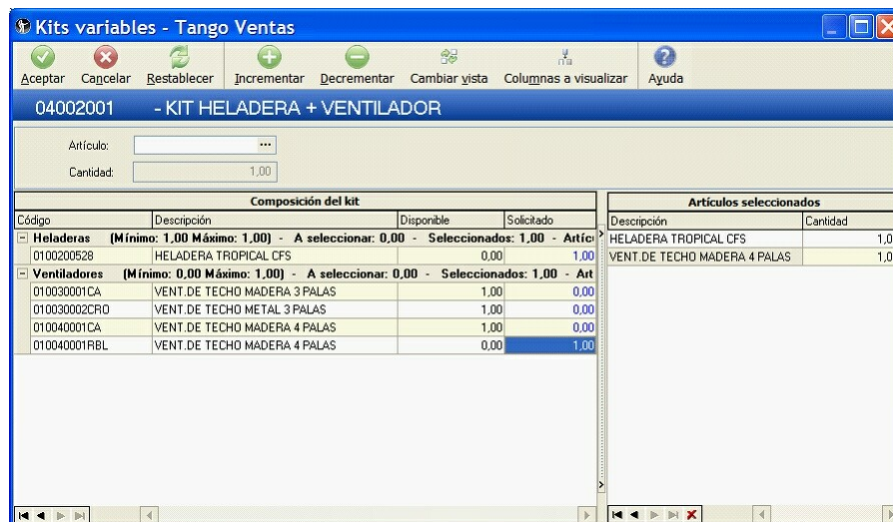 Kits variables - Tango Ventas
Aceptar Cancelar Restablecer Incrementar Decrementar Cambiar vista Columnas a visualizar Ayuda
04002001 - KIT HELADERA + VENTILADOR
Artículo: ...
Cantidad: 1,00
Composición del kit
Código Descripción Disponible Solicitado
Heladeras (Mínimo: 1,00 Máximo: 1,00) - A seleccionar: 0,00 - Seleccionados: 1,00 - Artíc
0100200528 HELADERA TROPICAL CFS 0,00 1,00
Ventiladores (Mínimo: 0,00 Máximo: 1,00) - A seleccionar: 0,00 - Seleccionados: 1,00 - Art
010030001CA VENT.DE TECHO MADERA 3 PALAS 1,00 0,00
010030002CRO VENT.DE TECHO METAL 3 PALAS 1,00 0,00
010040001CA VENT.DE TECHO MADERA 4 PALAS 1,00 0,00
010040001RBL VENT.DE TECHO MADERA 4 PALAS 0,00 1,00
Artículos seleccionados
Descripción Cantidad
HELADERA TROPICAL CFS 1,0
VENT.DE TECHO MADERA 4 PALAS 1,0